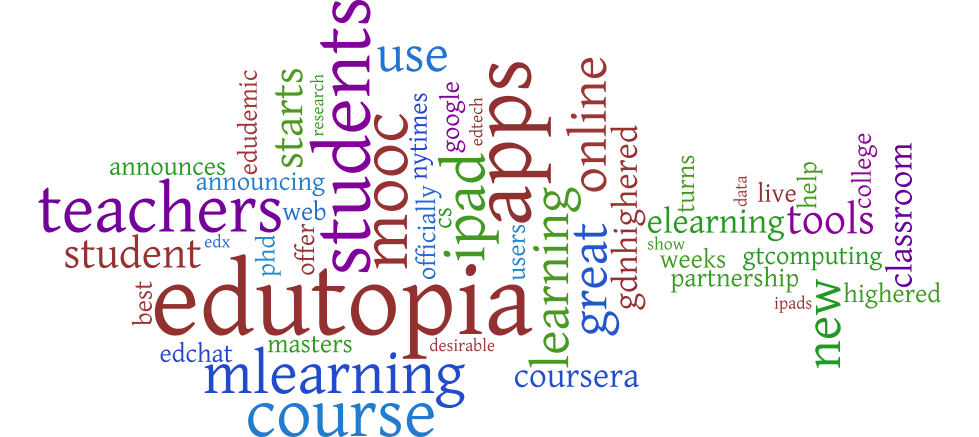 students
use
starts
research
edudemic
google
edtech
apps
online
nytimes
mooc
announces
announcing
teachers
web
student
edx
phd
offer
officially
cs
ipad
users
learning
great
gdnhighered
elearning
turns
data
live
help
college
classroom
tools
show
weeks
gtcomputing
partnership
ipads
highered
new
best
edutopia
edchat
masters
desirable
mlearning
coursera
course